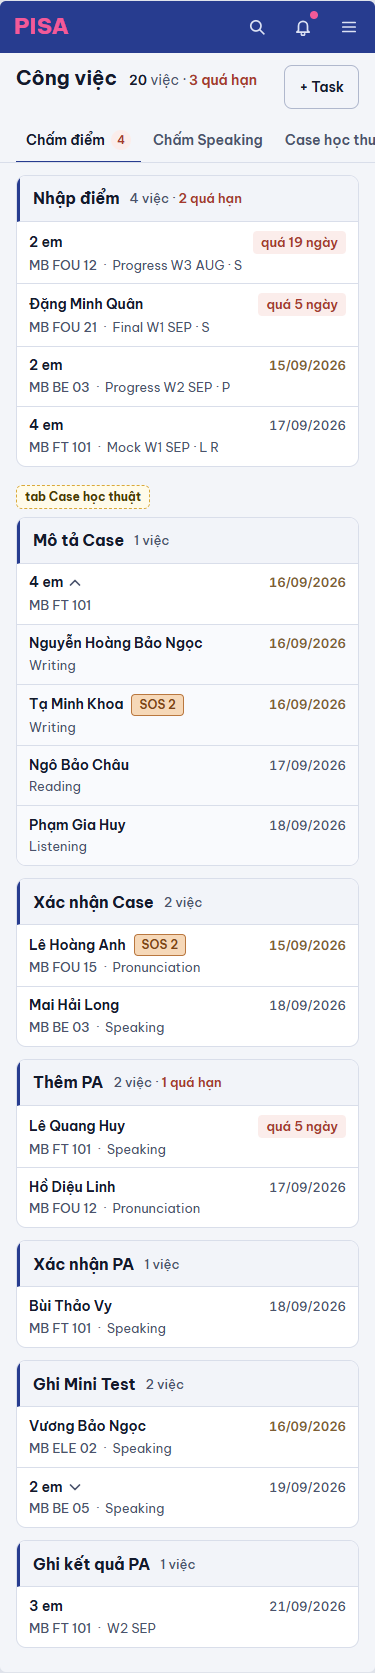 PISA
Công việc 20 việc · 3 quá hạn
+ Task
Chấm điểm 4 Chấm Speaking Case học thu
Nhập điểm 4 việc · 2 quá hạn
2 em quá 19 ngày
MB FOU 12 · Progress W3 AUG · S
Đặng Minh Quân quá 5 ngày
MB FOU 21 · Final W1 SEP · S
2 em 15/09/2026
MB BE 03 · Progress W2 SEP · P
4 em 17/09/2026
MB FT 101 · Mock W1 SEP · L R
tab Case học thuật
Mô tả Case 1 việc
4 em 16/09/2026
MB FT 101
Nguyễn Hoàng Bảo Ngọc 16/09/2026
Writing
Tạ Minh Khoa SOS 2 16/09/2026
Writing
Ngô Bảo Châu 17/09/2026
Reading
Phạm Gia Huy 18/09/2026
Listening
Xác nhận Case 2 việc
Lê Hoàng Anh SOS 2 15/09/2026
MB FOU 15 · Pronunciation
Mai Hải Long 18/09/2026
MB BE 03 · Speaking
Thêm PA 2 việc · 1 quá hạn
Lê Quang Huy quá 5 ngày
MB FT 101 · Speaking
Hồ Diệu Linh 17/09/2026
MB FOU 12 · Pronunciation
Xác nhận PA 1 việc
Bùi Thảo Vy 18/09/2026
MB FT 101 · Speaking
Ghi Mini Test 2 việc
Vương Bảo Ngọc 16/09/2026
MB ELE 02 · Speaking
2 em 19/09/2026
MB BE 05 · Speaking
Ghi kết quả PA 1 việc
3 em 21/09/2026
MB FT 101 · W2 SEP